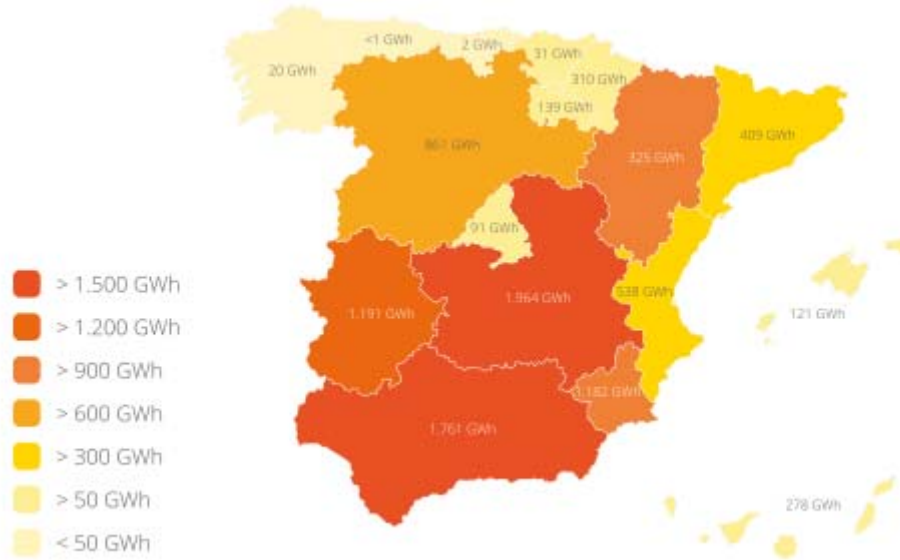 <1 GWh
2 GWh
31 GWh
20 GWh
310 GWh
139 GWh
409 GWh
861 GWh
325 GWh
91 GWh
> 1.500 GWh
538 GWh
1.964 GWh
1.191 GWh
121 GWh
> 1.200 GWh
> 900 GWh
1.182 GWh
> 600 GWh
1.761 GWh
> 300 GWh
> 50 GWh
278 GWh
< 50 GWh